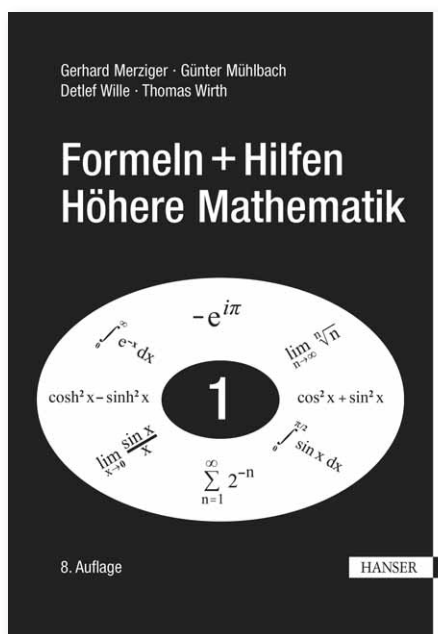 Gerhard Merziger · Günter Mühlbach
Detlef Wille · Thomas Wirth
Formeln + Hilfen
Höhere Mathematik
-e^{iπ}
∫₀^∞ e^{-x} dx
lim_{n→∞} ⁿ√n
cosh² x – sinh² x
1
cos² x + sin² x
lim_{x→0} sin x / x
∫₀^{π/2} sin x dx
∑_{n=1}^{∞} 2^{-n}
8. Auflage
HANSER